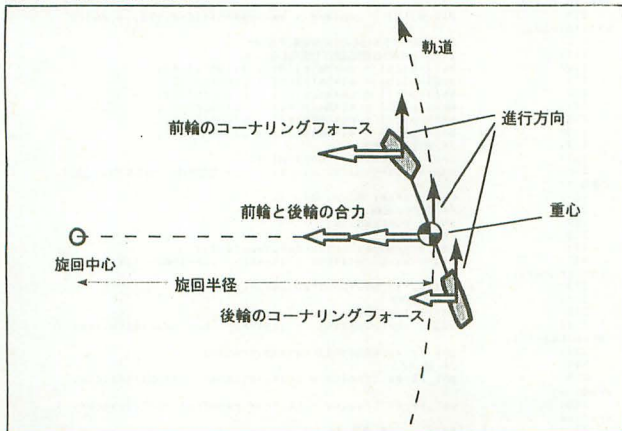 軌道
進行方向
前輪のコーナリングフォース
前輪と後輪の合力
重心
旋回中心
旋回半径
後輪のコーナリングフォース